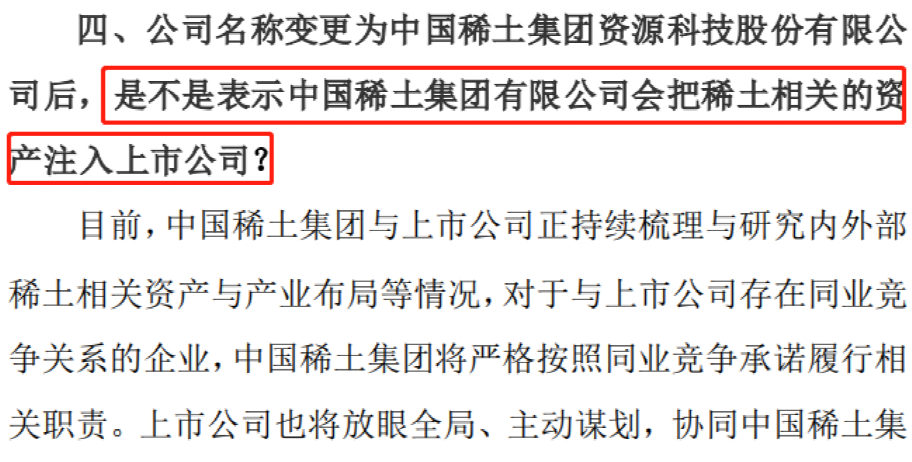 四、公司名称变更为中国稀土集团资源科技股份有限公
司后，是不是表示中国稀土集团有限公司会把稀土相关的资
产注入上市公司？
目前，中国稀土集团与上市公司正持续梳理与研究内外部
稀土相关资产与产业布局等情况，对于与上市公司存在同业竞
争关系的企业，中国稀土集团将严格按照同业竞争承诺履行相
关职责。上市公司也将放眼全局、主动谋划，协同中国稀土集